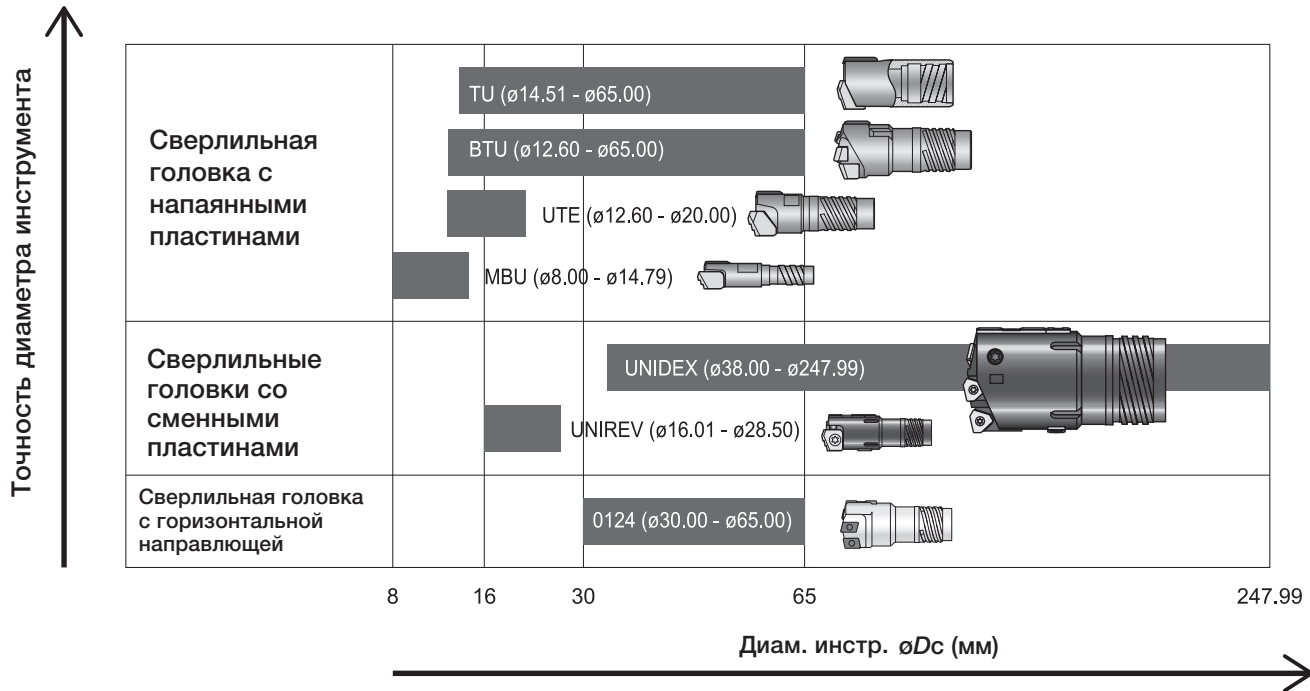 Точность диаметра инструмента
Сверлильная
головка с
напаянными
пластинами
TU (ø14.51 - ø65.00)
BTU (ø12.60 - ø65.00)
UTE (ø12.60 - ø20.00)
MBU (ø8.00 - ø14.79)
Сверлильные
головки со
сменными
пластинами
UNIDEX (ø38.00 - ø247.99)
UNIREV (ø16.01 - ø28.50)
Сверлильная головка
с горизонтальной
направлющей
0124 (ø30.00 - ø65.00)
8 16 30 65 247.99
Диам. инстр. øDc (мм)